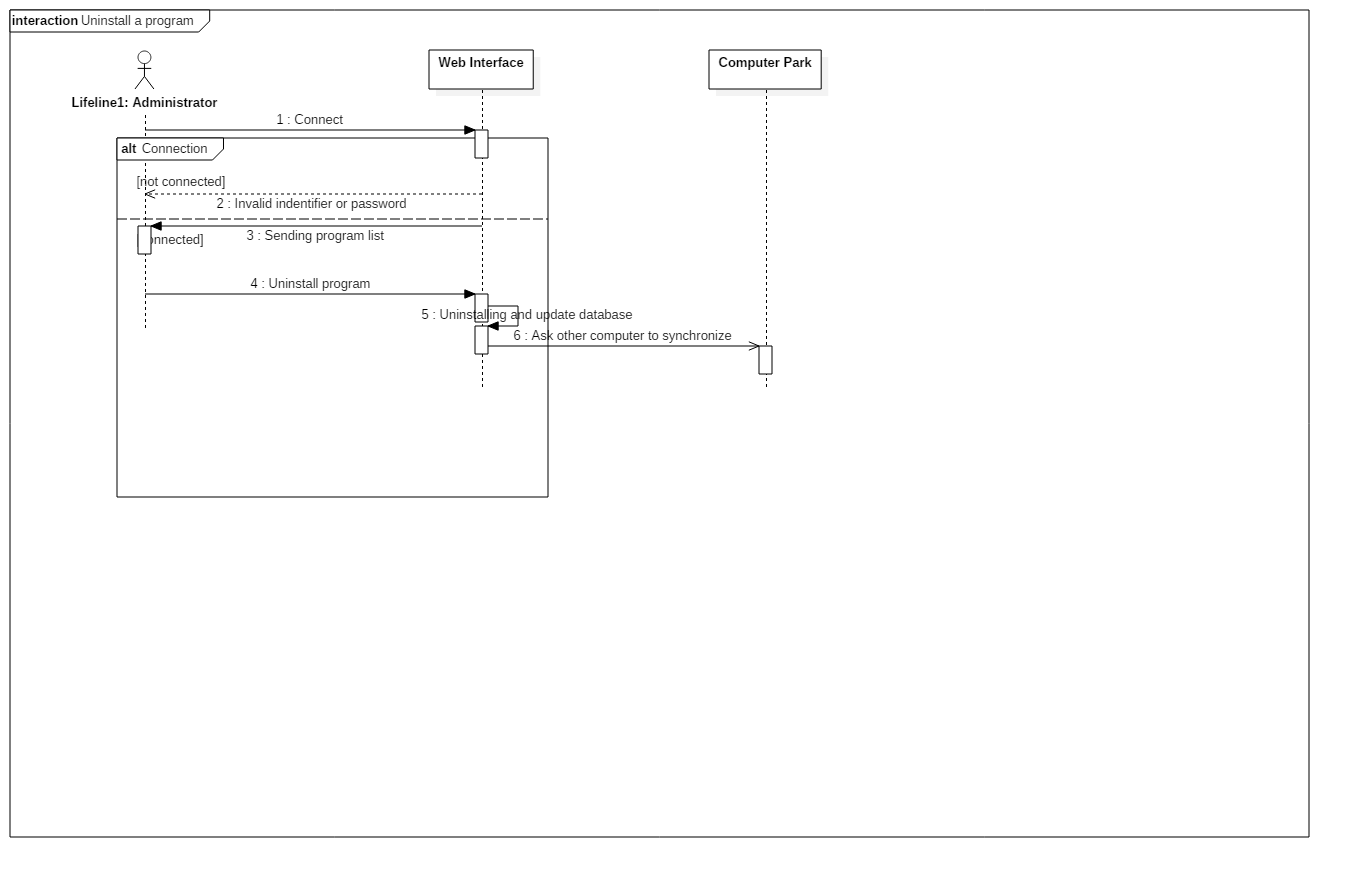 interaction Uninstall a program
Web Interface
Computer Park
Lifeline1: Administrator
1 : Connect
alt Connection
[not connected]
2 : Invalid indentifier or password
3 : Sending program list
[connected]
4 : Uninstall program
5 : Uninstalling and update database
6 : Ask other computer to synchronize